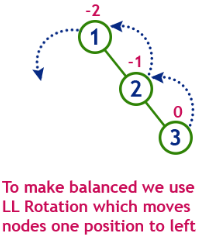 -2
1
-1
2
0
3
To make balanced we use
LL Rotation which moves
nodes one position to left